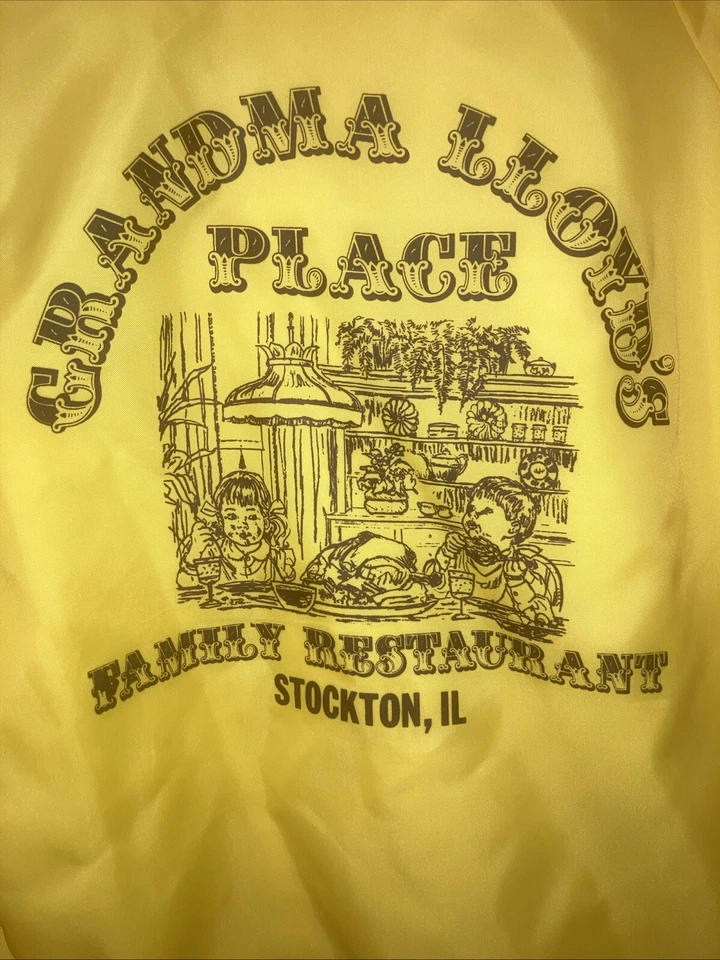 GRANDMA LLOYD'S
PLACE
FAMILY RESTAURANT
STOCKTON, IL